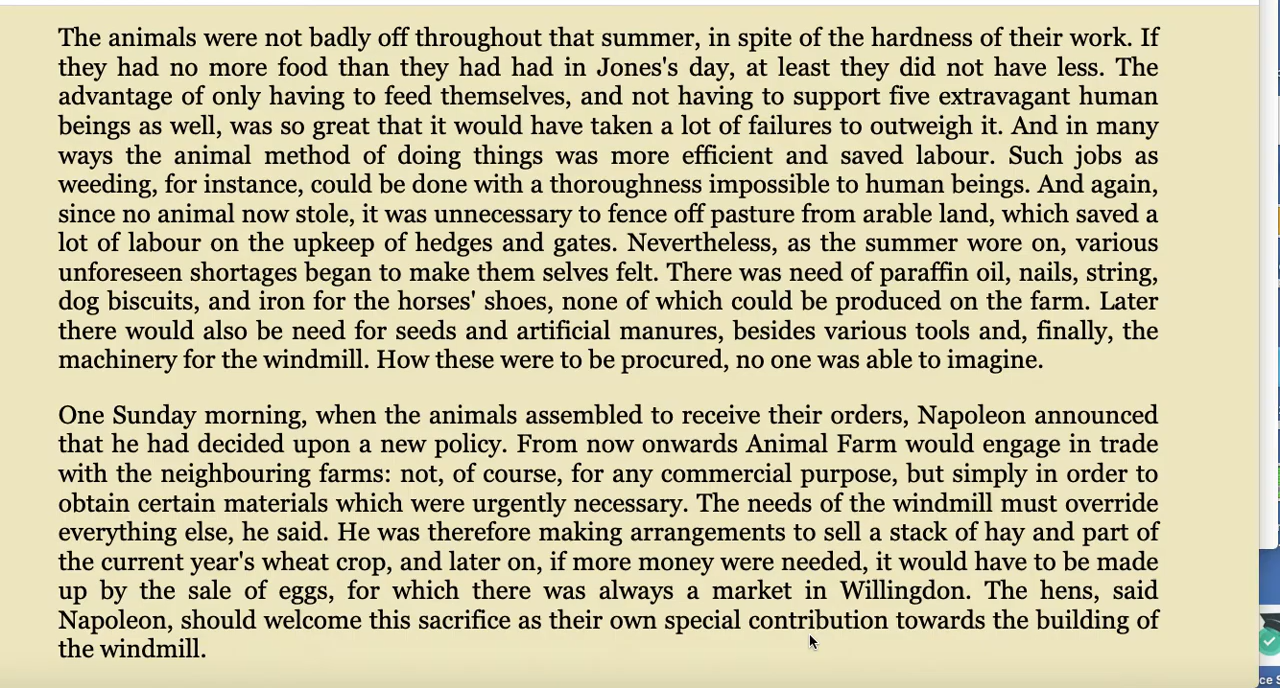 The animals were not badly off throughout that summer, in spite of the hardness of their work. If
they had no more food than they had had in Jones's day, at least they did not have less. The
advantage of only having to feed themselves, and not having to support five extravagant human
beings as well, was so great that it would have taken a lot of failures to outweigh it. And in many
ways the animal method of doing things was more efficient and saved labour. Such jobs as
weeding, for instance, could be done with a thoroughness impossible to human beings. And again,
since no animal now stole, it was unnecessary to fence off pasture from arable land, which saved a
lot of labour on the upkeep of hedges and gates. Nevertheless, as the summer wore on, various
unforeseen shortages began to make them selves felt. There was need of paraffin oil, nails, string,
dog biscuits, and iron for the horses' shoes, none of which could be produced on the farm. Later
there would also be need for seeds and artificial manures, besides various tools and, finally, the
machinery for the windmill. How these were to be procured, no one was able to imagine.
One Sunday morning, when the animals assembled to receive their orders, Napoleon announced
that he had decided upon a new policy. From now onwards Animal Farm would engage in trade
with the neighbouring farms: not, of course, for any commercial purpose, but simply in order to
obtain certain materials which were urgently necessary. The needs of the windmill must override
everything else, he said. He was therefore making arrangements to sell a stack of hay and part of
the current year's wheat crop, and later on, if more money were needed, it would have to be made
up by the sale of eggs, for which there was always a market in Willingdon. The hens, said
Napoleon, should welcome this sacrifice as their own special contribution towards the building of
the windmill.
ce S